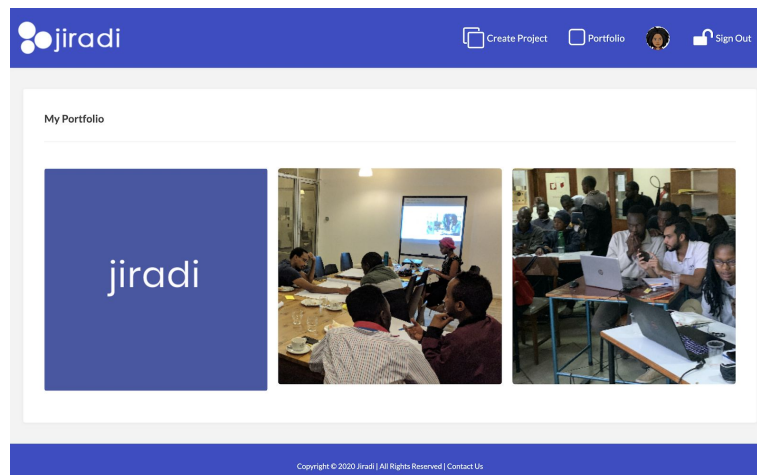 jiradi
Create Project
Portfolio
Sign Out
My Portfolio
jiradi
Copyright © 2020 Jiradi | All Rights Reserved | Contact Us